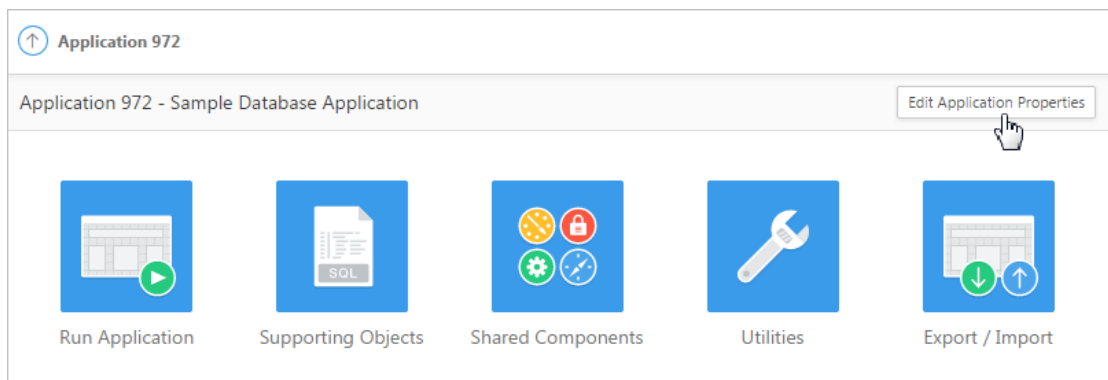 Application 972
Application 972 - Sample Database Application
Edit Application Properties
SQL
Run Application
Supporting Objects
Shared Components
Utilities
Export / Import